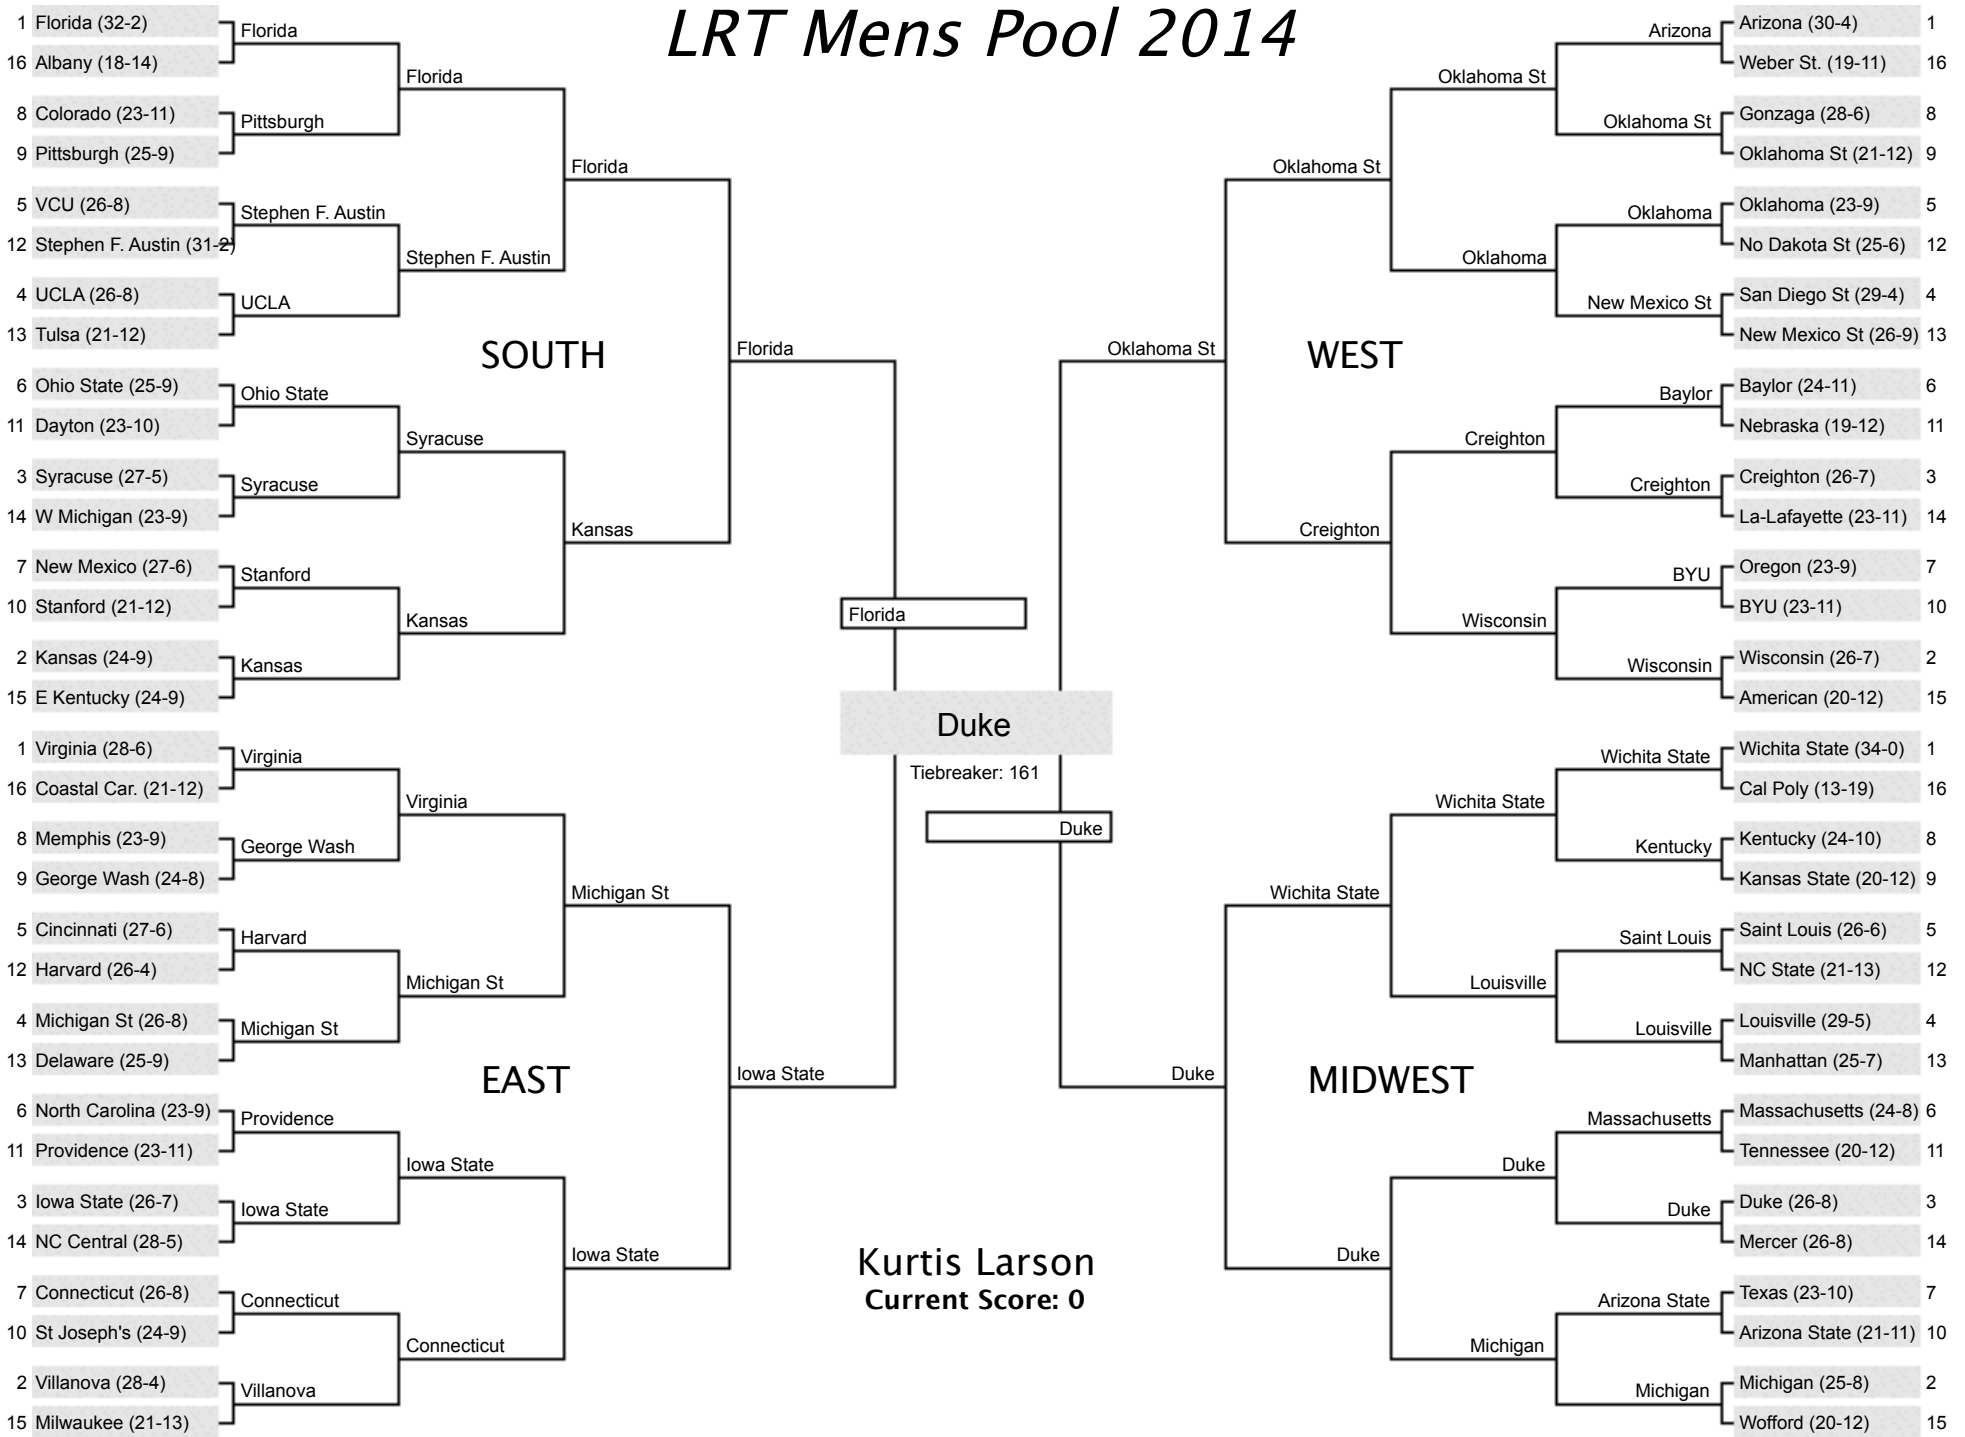 LRT Mens Pool 2014
1 Florida (32-2)
16 Albany (18-14)
8 Colorado (23-11)
9 Pittsburgh (25-9)
5 VCU (26-8)
12 Stephen F. Austin (31-2)
4 UCLA (26-8)
13 Tulsa (21-12)
6 Ohio State (25-9)
11 Dayton (23-10)
3 Syracuse (27-5)
14 W Michigan (23-9)
7 New Mexico (27-6)
10 Stanford (21-12)
2 Kansas (24-9)
15 E Kentucky (24-9)
Florida
Pittsburgh
Stephen F. Austin
UCLA
Ohio State
Syracuse
Stanford
Kansas
Florida
Stephen F. Austin
Syracuse
Kansas
Florida
Kansas
SOUTH
Florida
1 Virginia (28-6)
16 Coastal Car. (21-12)
8 Memphis (23-9)
9 George Wash (24-8)
5 Cincinnati (27-6)
12 Harvard (26-4)
4 Michigan St (26-8)
13 Delaware (25-9)
6 North Carolina (23-9)
11 Providence (23-11)
3 Iowa State (26-7)
14 NC Central (28-5)
7 Connecticut (26-8)
10 St Joseph's (24-9)
2 Villanova (28-4)
15 Milwaukee (21-13)
Virginia
George Wash
Harvard
Michigan St
Providence
Iowa State
Connecticut
Villanova
Virginia
Michigan St
Iowa State
Connecticut
Michigan St
Iowa State
EAST
Iowa State
Florida
Duke
Tiebreaker: 161
Duke
Kurtis Larson
Current Score: 0
Arizona (30-4) 1
Weber St. (19-11) 16
Gonzaga (28-6) 8
Oklahoma St (21-12) 9
Oklahoma (23-9) 5
No Dakota St (25-6) 12
San Diego St (29-4) 4
New Mexico St (26-9) 13
Baylor (24-11) 6
Nebraska (19-12) 11
Creighton (26-7) 3
La-Lafayette (23-11) 14
Oregon (23-9) 7
BYU (23-11) 10
Wisconsin (26-7) 2
American (20-12) 15
Arizona
Oklahoma St
Oklahoma
New Mexico St
Baylor
Creighton
BYU
Wisconsin
Oklahoma St
Oklahoma
Creighton
Wisconsin
Oklahoma St
Creighton
WEST
Oklahoma St
Wichita State (34-0) 1
Cal Poly (13-19) 16
Kentucky (24-10) 8
Kansas State (20-12) 9
Saint Louis (26-6) 5
NC State (21-13) 12
Louisville (29-5) 4
Manhattan (25-7) 13
Massachusetts (24-8) 6
Tennessee (20-12) 11
Duke (26-8) 3
Mercer (26-8) 14
Texas (23-10) 7
Arizona State (21-11) 10
Michigan (25-8) 2
Wofford (20-12) 15
Wichita State
Kentucky
Saint Louis
Louisville
Massachusetts
Duke
Arizona State
Michigan
Wichita State
Louisville
Duke
Michigan
Wichita State
Duke
MIDWEST
Duke